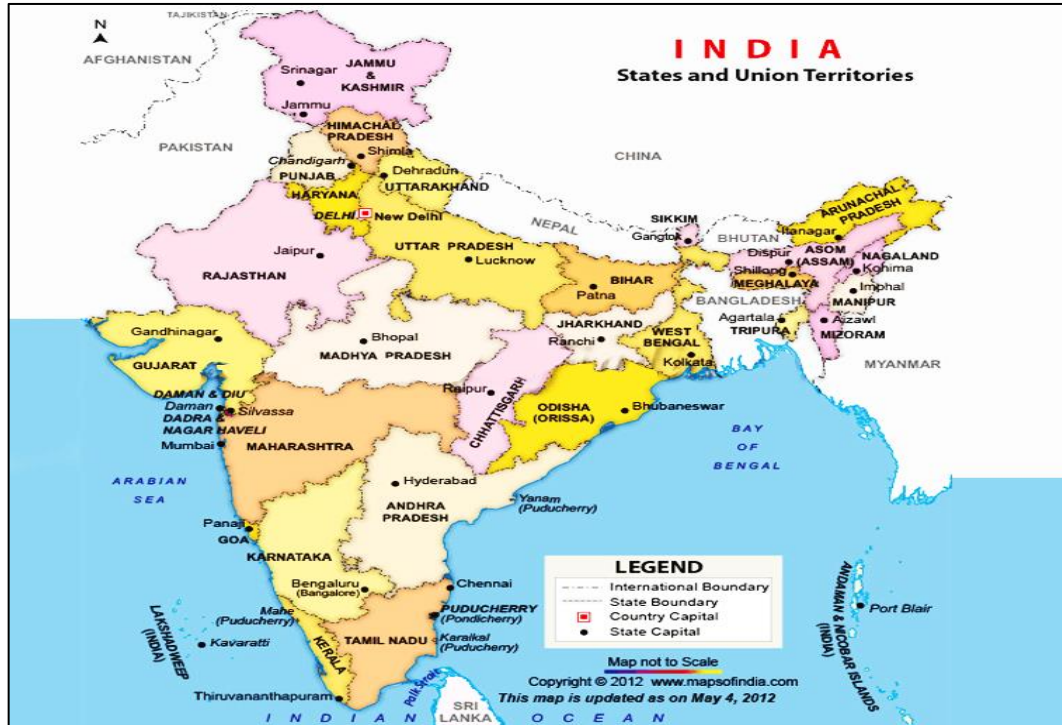 TAJIKISTAN
N
AFGHANISTAN
INDIA
States and Union Territories
JAMMU
&
KASHMIR
Srinagar
Jammu
PAKISTAN
HIMACHAL
PRADESH
Shimla
CHINA
Chandigarh
PUNJAB
Dehradun
UTTARAKHAND
HARYANA
DELHI
New Delhi
NEPAL
SIKKIM
Gangtok
BHUTAN
ARUNACHAL
PRADESH
Itanagar
Dispur
ASOM
(ASSAM)
NAGALAND
Kohima
Shillong
MEGHALAYA
Imphal
MANIPUR
Jaipur
RAJASTHAN
UTTAR PRADESH
Lucknow
BIHAR
Patna
BANGLADESH
Agartala
TRIPURA
Aizawl
MIZORAM
MYANMAR
Gandhinagar
GUJARAT
Bhopal
MADHYA PRADESH
JHARKHAND
Ranchi
WEST
BENGAL
Kolkata
DAMAN & DIU
Daman
Silvassa
DADRA &
NAGAR HAVELI
Mumbai
MAHARASHTRA
Raipur
CHHATTISGARH
ODISHA
(ORISSA)
Bhubaneswar
BAY
OF
BENGAL
ARABIAN
SEA
Hyderabad
ANDHRA
PRADESH
Yanam
(Puducherry)
Panaji
GOA
KARNATAKA
Bengaluru
(Bangalore)
Chennai
Mahe
(Puducherry)
PUDUCHERRY
(Pondicherry)
TAMIL NADU
Karaikal
(Puducherry)
KERALA
LAKSHADWEEP
(INDIA)
Kavaratti
Thiruvananthapuram
Palk Strait
SRI
LANKA
INDIAN OCEAN
ANDAMAN & NICOBAR ISLANDS
(INDIA)
Port Blair
LEGEND
International Boundary
State Boundary
Country Capital
State Capital
Map not to Scale
Copyright © 2012 www.mapsofindia.com
This map is updated as on May 4, 2012